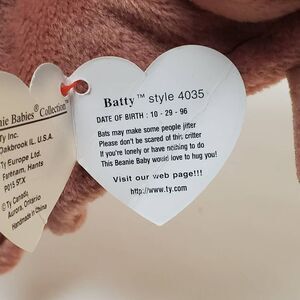 nie Babies® Collection™
Ty Inc.
Oakbrook IL. U.S.A.
Ty Europe Ltd.
Fareham, Hants
PO15 5TX
© Ty Canada
Aurora, Ontario
Handmade in China
Batty™ style 4035
DATE OF BIRTH : 10 - 29 - 96
Bats may make some people jitter
Please don't be scared of this critter
If you're lonely or have nothing to do
This Beanie Baby would love to hug you!
Visit our web page!!!
http://www.ty.com